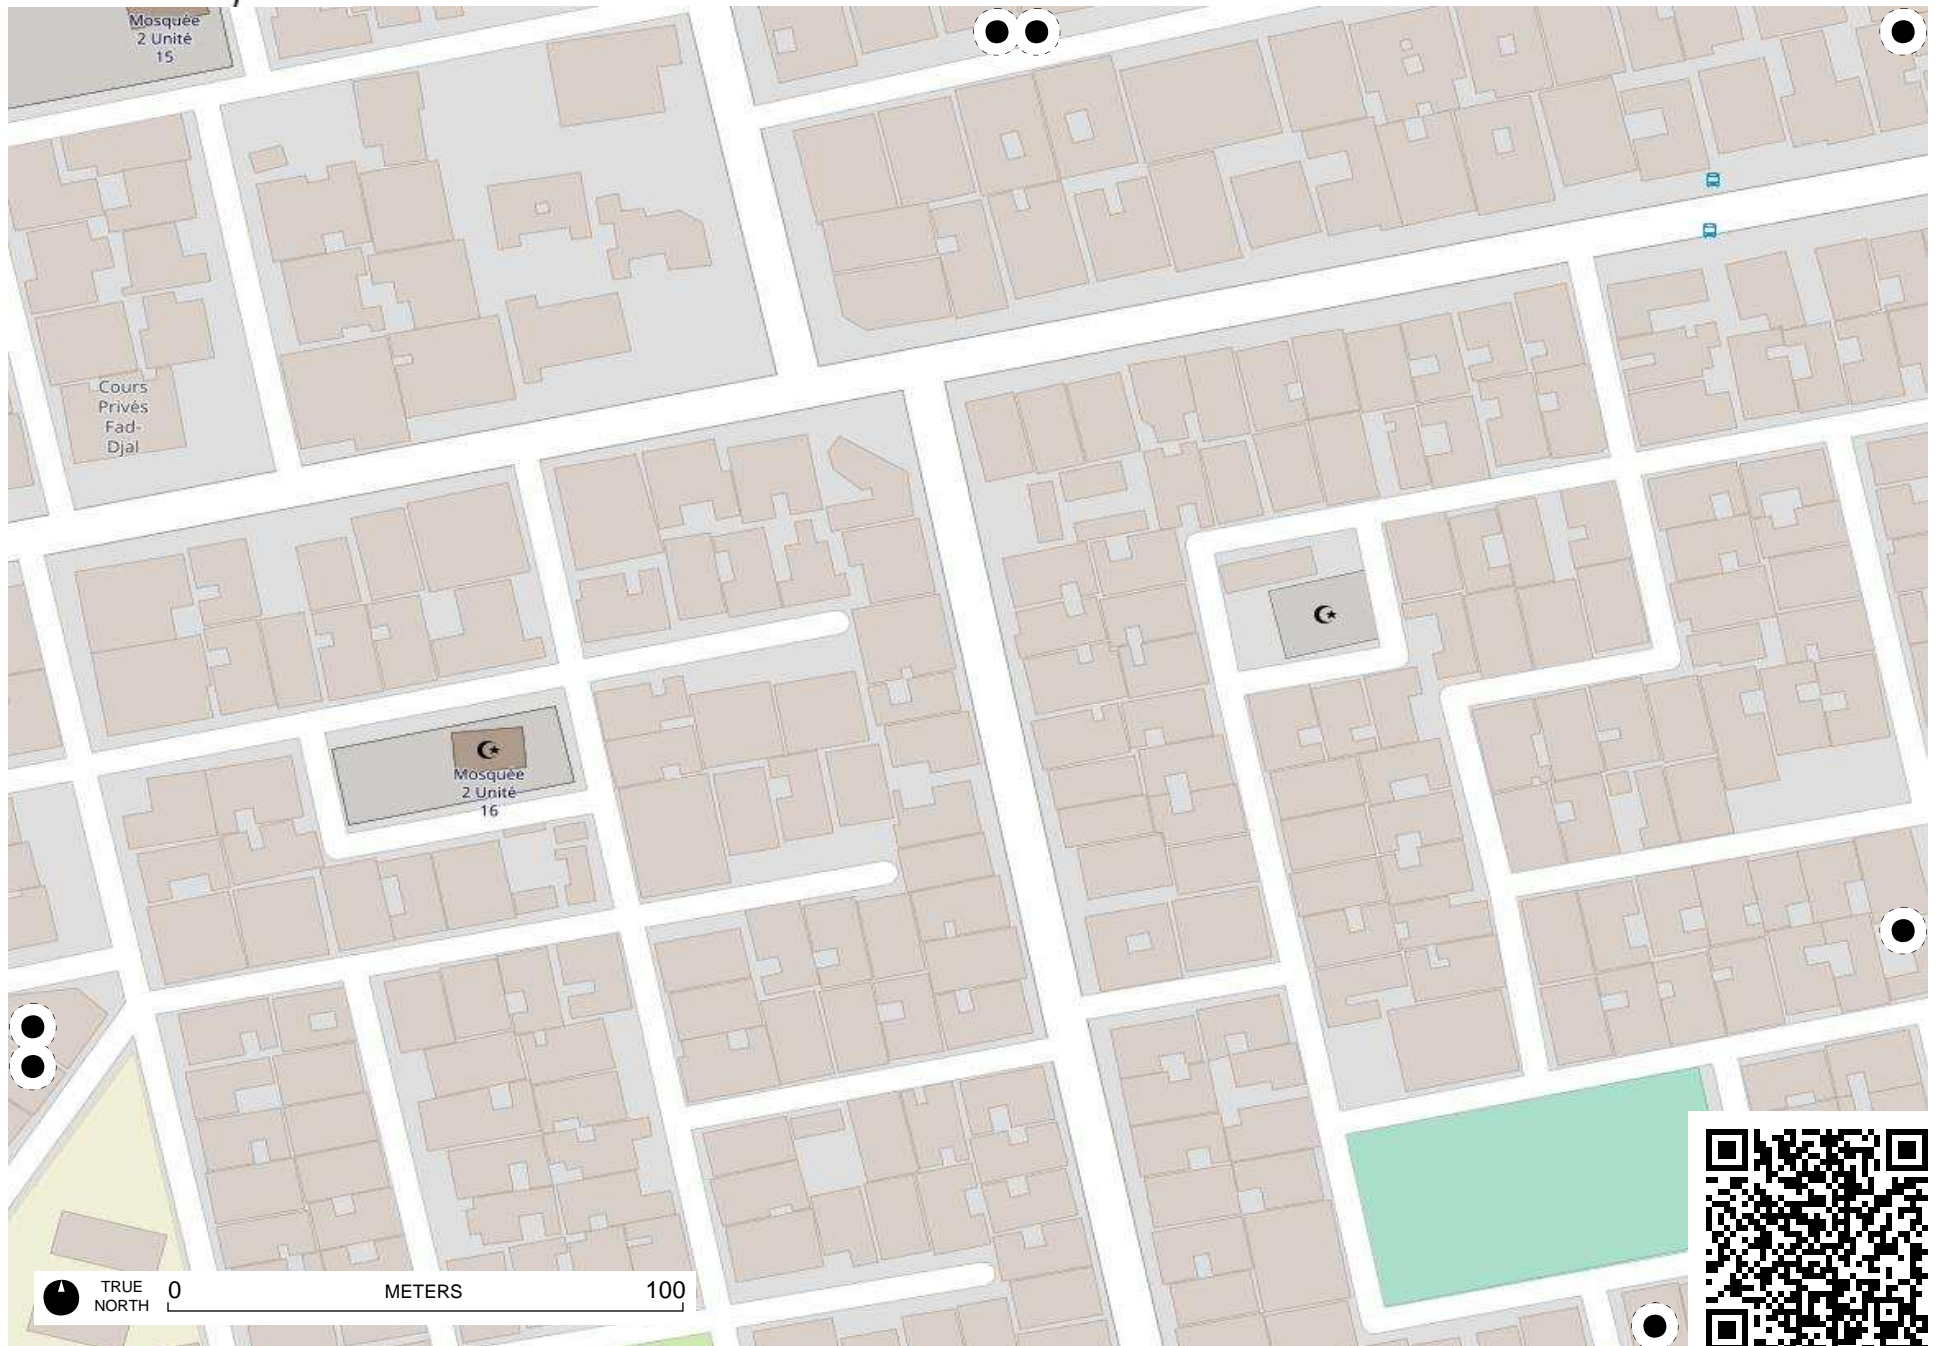 Mosquée
2 Unité
15
Cours
Privés
Fad-
Djal
Mosquée
2 Unité
16
TRUE
NORTH
0
METERS
100